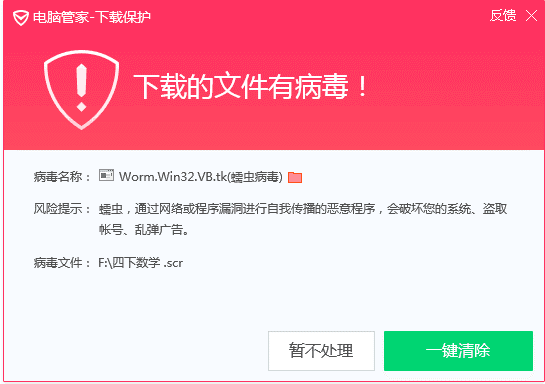 电脑管家-下载保护 反馈
下载的文件有病毒！
病毒名称： Worm.Win32.VB.tk(蠕虫病毒)
风险提示： 蠕虫，通过网络或程序漏洞进行自我传播的恶意程序，会破坏您的系统、盗取
帐号、乱弹广告。
病毒文件： F:\四下数学 .scr
暂不处理 一键清除